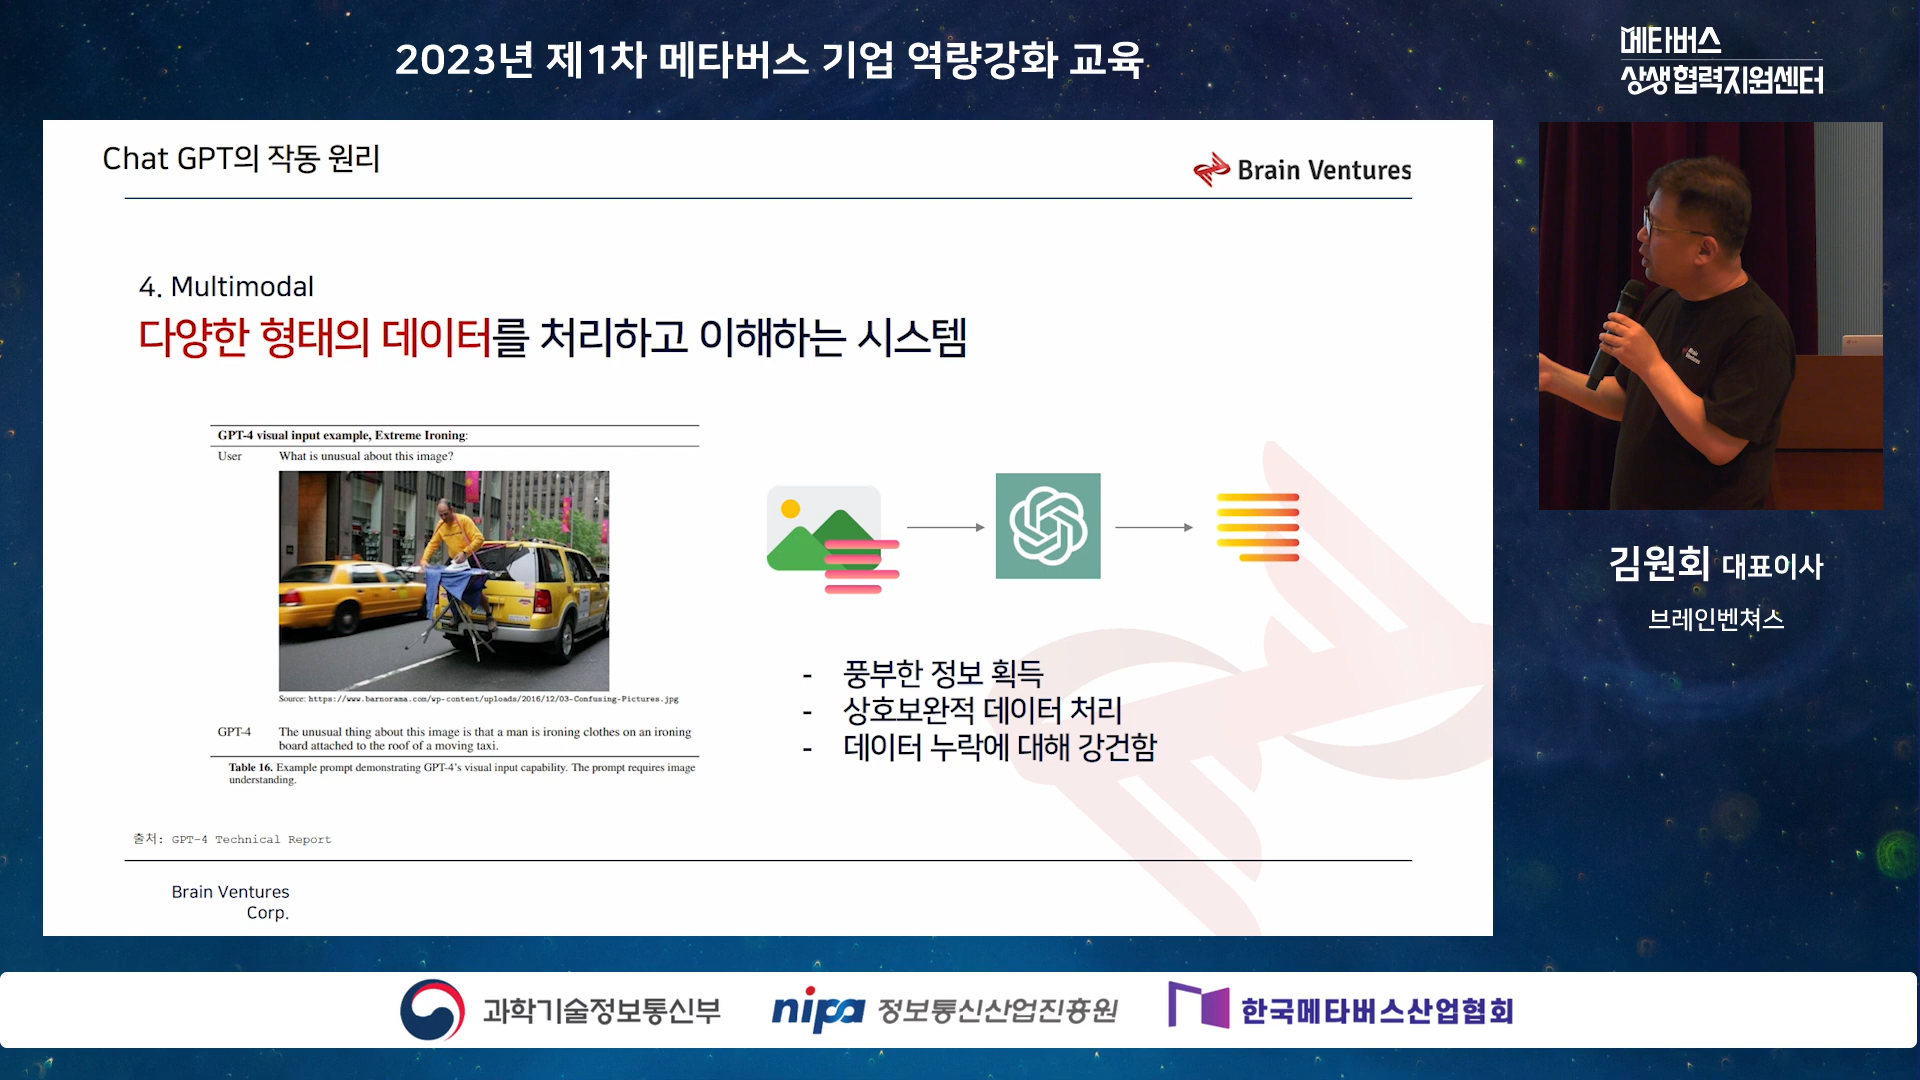 2023년 제1차 메타버스 기업 역량강화 교육
메타버스
상생협력지원센터
Chat GPT의 작동 원리
Brain Ventures
4. Multimodal
다양한 형태의 데이터를 처리하고 이해하는 시스템
GPT-4 visual input example, Extreme Ironing:
User What is unusual about this image?
Source: https://www.barnorama.com/wp-content/uploads/2016/12/03-Confusing-Pictures.jpg
GPT-4 The unusual thing about this image is that a man is ironing clothes on an ironing
board attached to the roof of a moving taxi.
Table 16. Example prompt demonstrating GPT-4's visual input capability. The prompt requires image
understanding.
- 풍부한 정보 획득
- 상호보완적 데이터 처리
- 데이터 누락에 대해 강건함
출처: GPT-4 Technical Report
Brain Ventures
Corp.
Brain
Ventures
김원회 대표이사
브레인벤쳐스
과학기술정보통신부
nipa 정보통신산업진흥원
한국메타버스산업협회